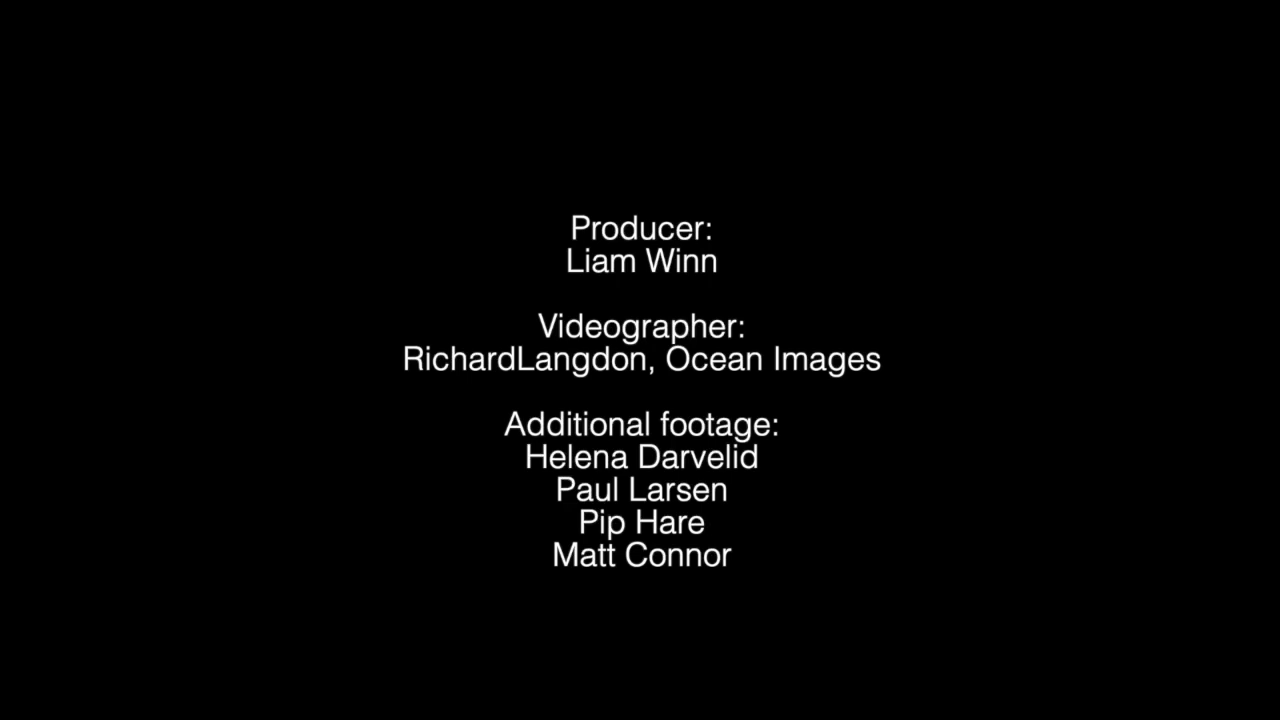 Producer:
Liam Winn
Videographer:
RichardLangdon, Ocean Images
Additional footage:
Helena Darvelid
Paul Larsen
Pip Hare
Matt Connor